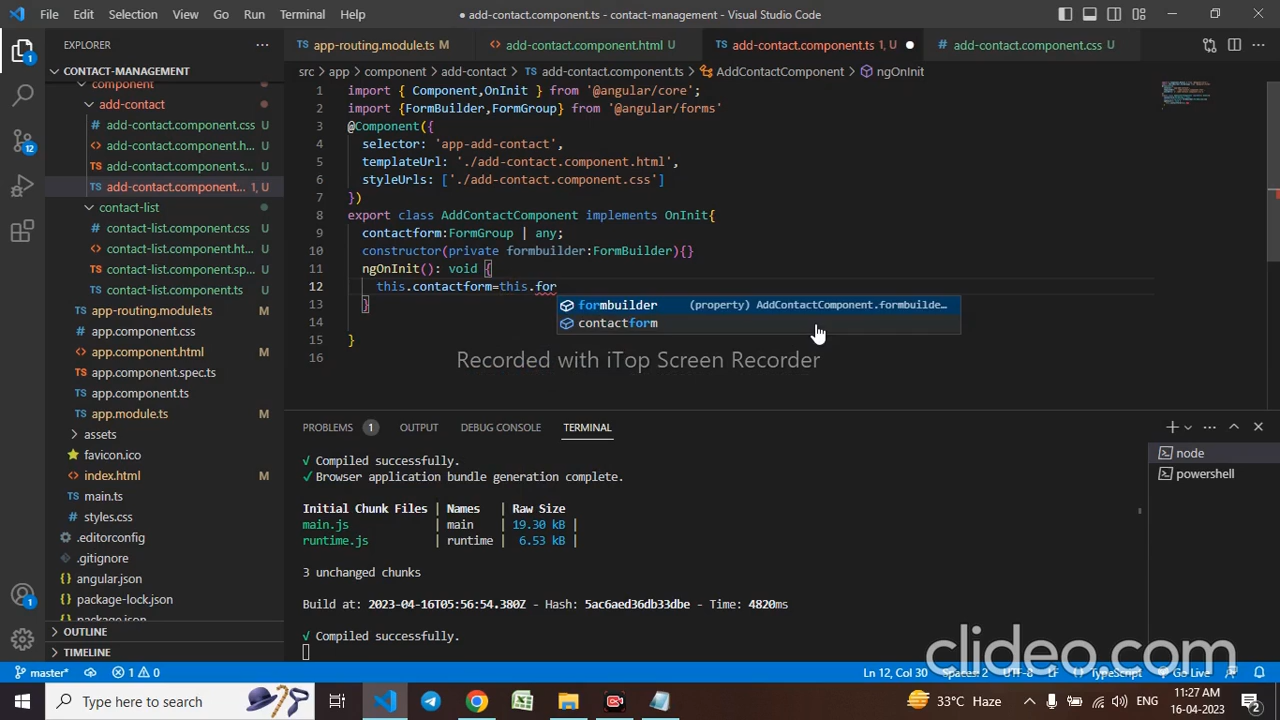 File Edit Selection View Go Run Terminal Help
● add-contact.component.ts - contact-management - Visual Studio Code
EXPLORER
CONTACT-MANAGEMENT
component
add-contact
add-contact.component.css U
add-contact.component.h... U
add-contact.component.s... U
add-contact.component... 1, U
contact-list
contact-list.component.css U
contact-list.component.ht... U
contact-list.component.sp... U
contact-list.component.ts U
app-routing.module.ts M
app.component.css
app.component.html M
app.component.spec.ts
app.component.ts
app.module.ts M
assets
favicon.ico
index.html M
main.ts
styles.css
.editorconfig
.gitignore
angular.json
package-lock.json
package.json
OUTLINE
TIMELINE
app-routing.module.ts M
add-contact.component.html U
add-contact.component.ts 1, U ●
add-contact.component.css U
src > app > component > add-contact > add-contact.component.ts > AddContactComponent > ngOnInit
1 import { Component,OnInit } from '@angular/core';
2 import {FormBuilder,FormGroup} from '@angular/forms'
3 @Component({
4 selector: 'app-add-contact',
5 templateUrl: './add-contact.component.html',
6 styleUrls: ['./add-contact.component.css']
7 })
8 export class AddContactComponent implements OnInit{
9 contactform:FormGroup | any;
10 constructor(private formbuilder:FormBuilder){}
11 ngOnInit(): void {
12 this.contactform=this.for
13 }
14
15 }
16
formbuilder (property) AddContactComponent.formbuilde...
contactform
Recorded with iTop Screen Recorder
PROBLEMS 1 OUTPUT DEBUG CONSOLE TERMINAL
√ Compiled successfully.
√ Browser application bundle generation complete.
Initial Chunk Files | Names | Raw Size
main.js | main | 19.30 kB |
runtime.js | runtime | 6.53 kB |
3 unchanged chunks
Build at: 2023-04-16T05:56:54.380Z - Hash: 5ac6aed36db33dbe - Time: 4820ms
√ Compiled successfully.
node
powershell
clideo.com
master* 1 0
Ln 12, Col 30 Spaces: 2 UTF-8 LF {} TypeScript Go Live
Type here to search
33°C Haze
ENG
11:27 AM
16-04-2023
2